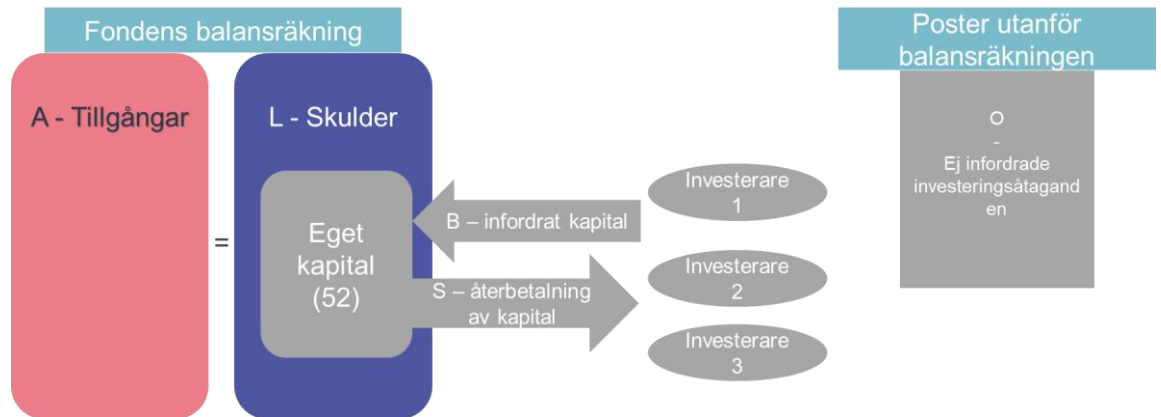 Fondens balansräkning
A - Tillgångar
=
L - Skulder
Eget
kapital
(52)
B – infordrat kapital
S – återbetalning
av kapital
Investerare
1
Investerare
2
Investerare
3
Poster utanför
balansräkningen
O
-
Ej infordrade
investeringsåtagand
en